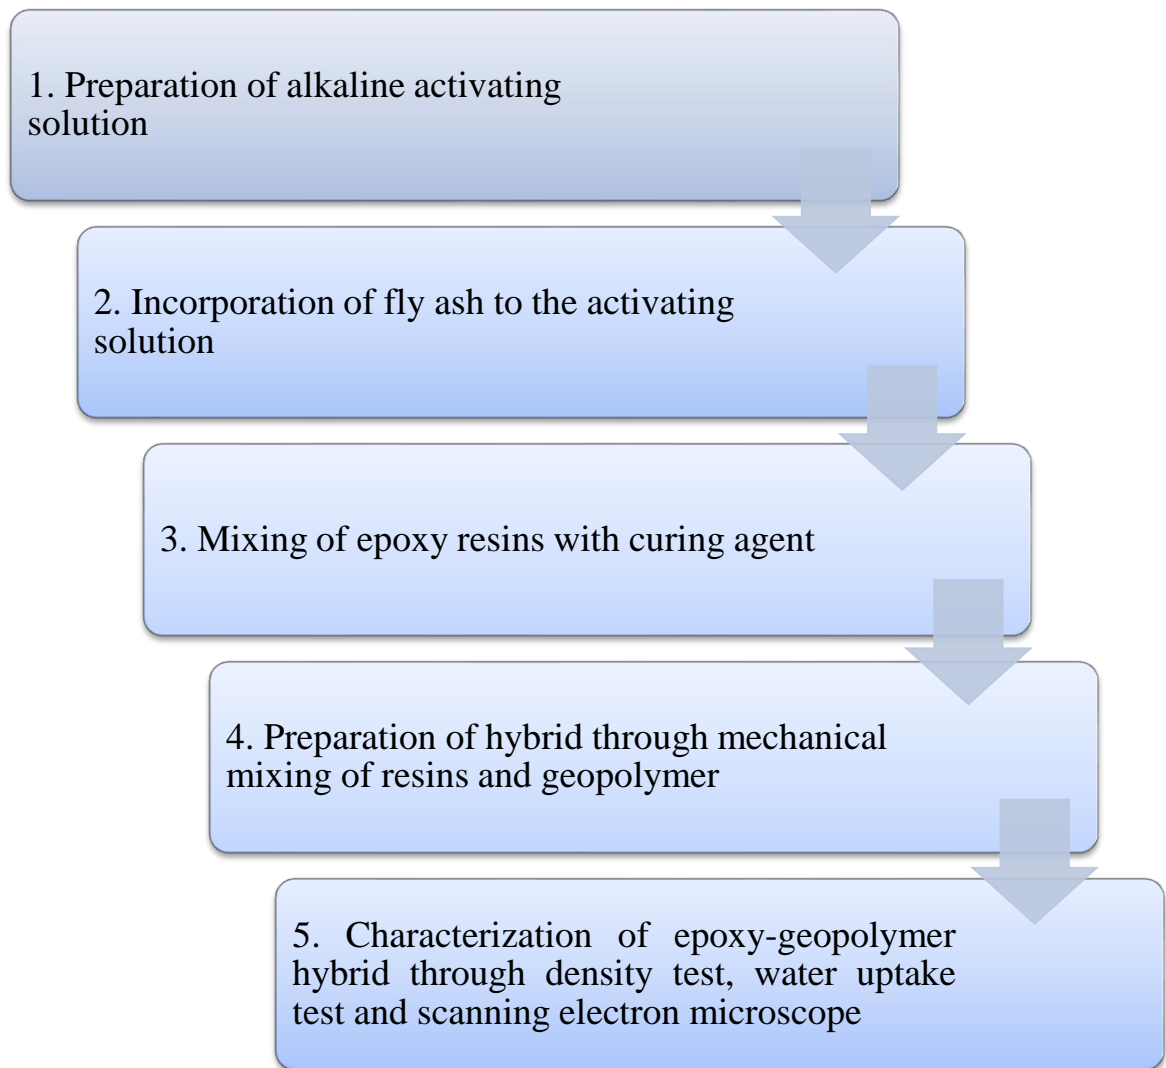 1. Preparation of alkaline activating
solution
2. Incorporation of fly ash to the activating
solution
3. Mixing of epoxy resins with curing agent
4. Preparation of hybrid through mechanical
mixing of resins and geopolymer
5. Characterization of epoxy-geopolymer
hybrid through density test, water uptake
test and scanning electron microscope